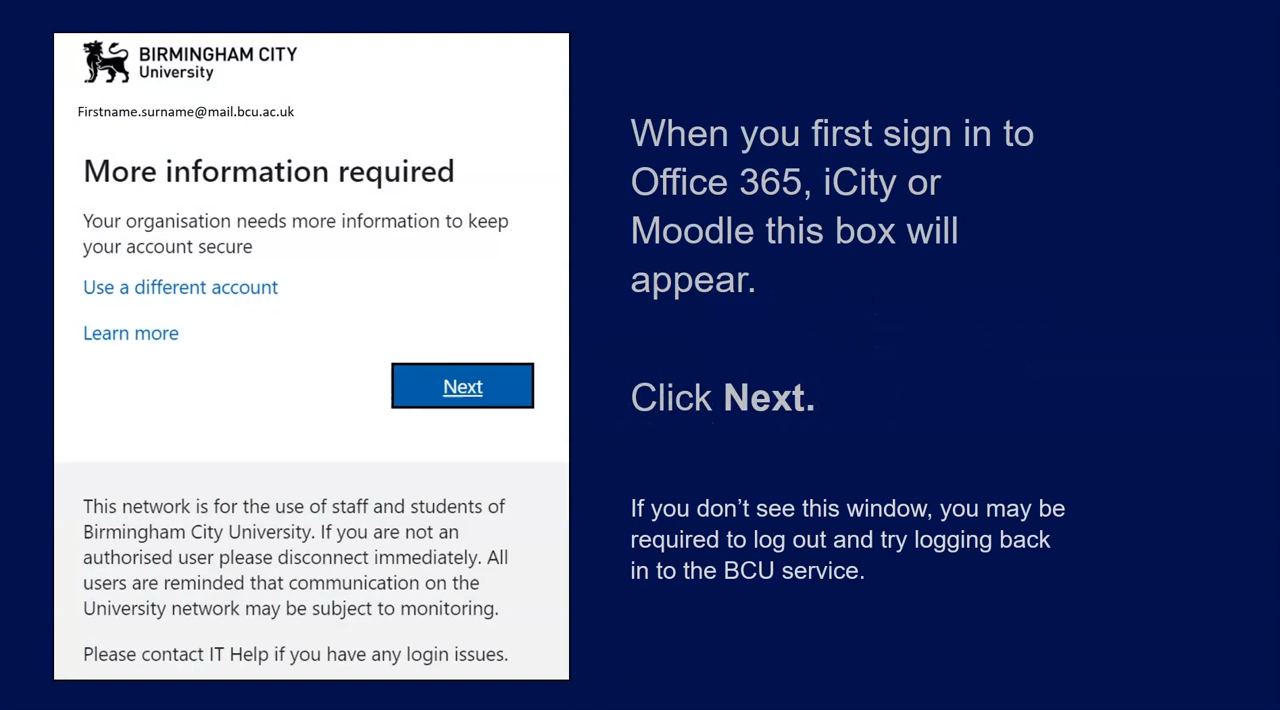 BIRMINGHAM CITY
University
Firstname.surname@mail.bcu.ac.uk
More information required
Your organisation needs more information to keep
your account secure
Use a different account
Learn more
Next
This network is for the use of staff and students of
Birmingham City University. If you are not an
authorised user please disconnect immediately. All
users are reminded that communication on the
University network may be subject to monitoring.
Please contact IT Help if you have any login issues.
When you first sign in to
Office 365, iCity or
Moodle this box will
appear.
Click Next.
If you don’t see this window, you may be
required to log out and try logging back
in to the BCU service.